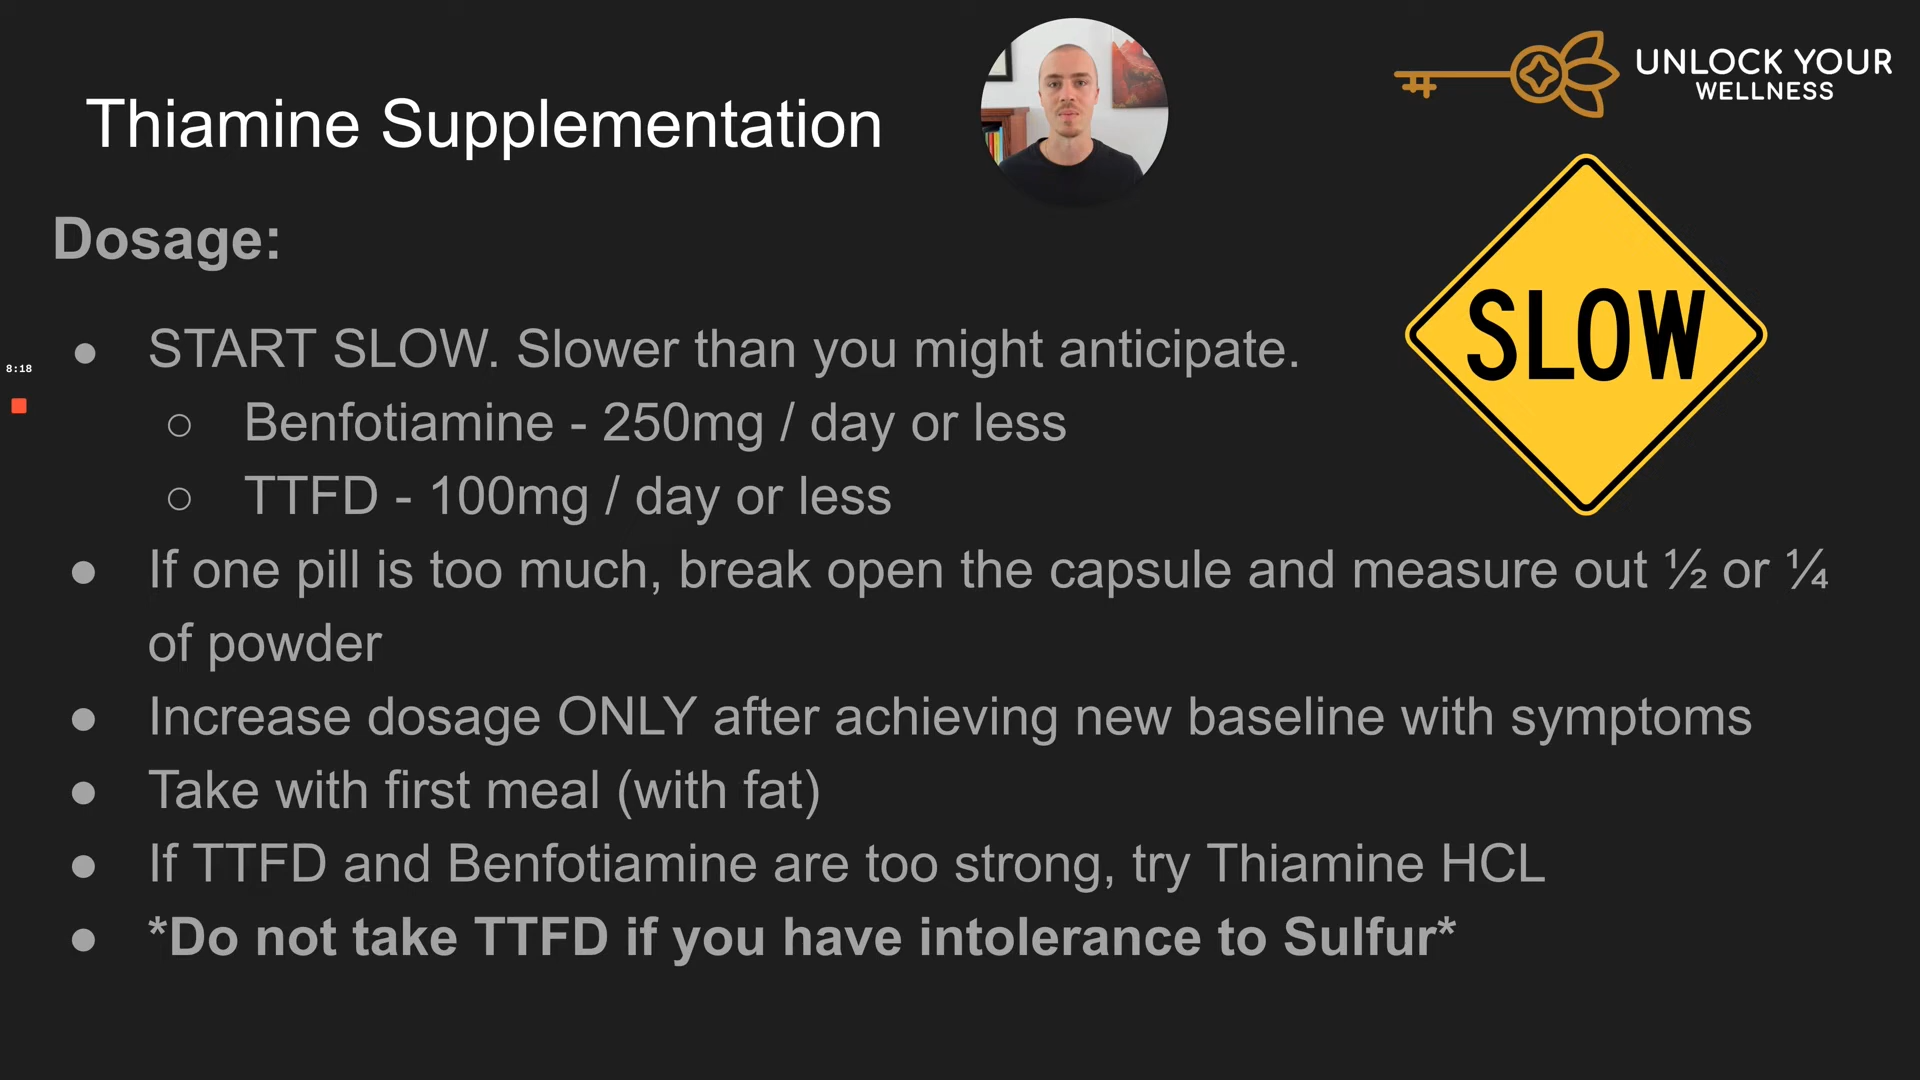 UNLOCK YOUR
WELLNESS
Thiamine Supplementation
SLOW
Dosage:
● START SLOW. Slower than you might anticipate.
○ Benfotiamine - 250mg / day or less
○ TTFD - 100mg / day or less
● If one pill is too much, break open the capsule and measure out ½ or ¼
of powder
● Increase dosage ONLY after achieving new baseline with symptoms
● Take with first meal (with fat)
● If TTFD and Benfotiamine are too strong, try Thiamine HCL
● *Do not take TTFD if you have intolerance to Sulfur*
8:18